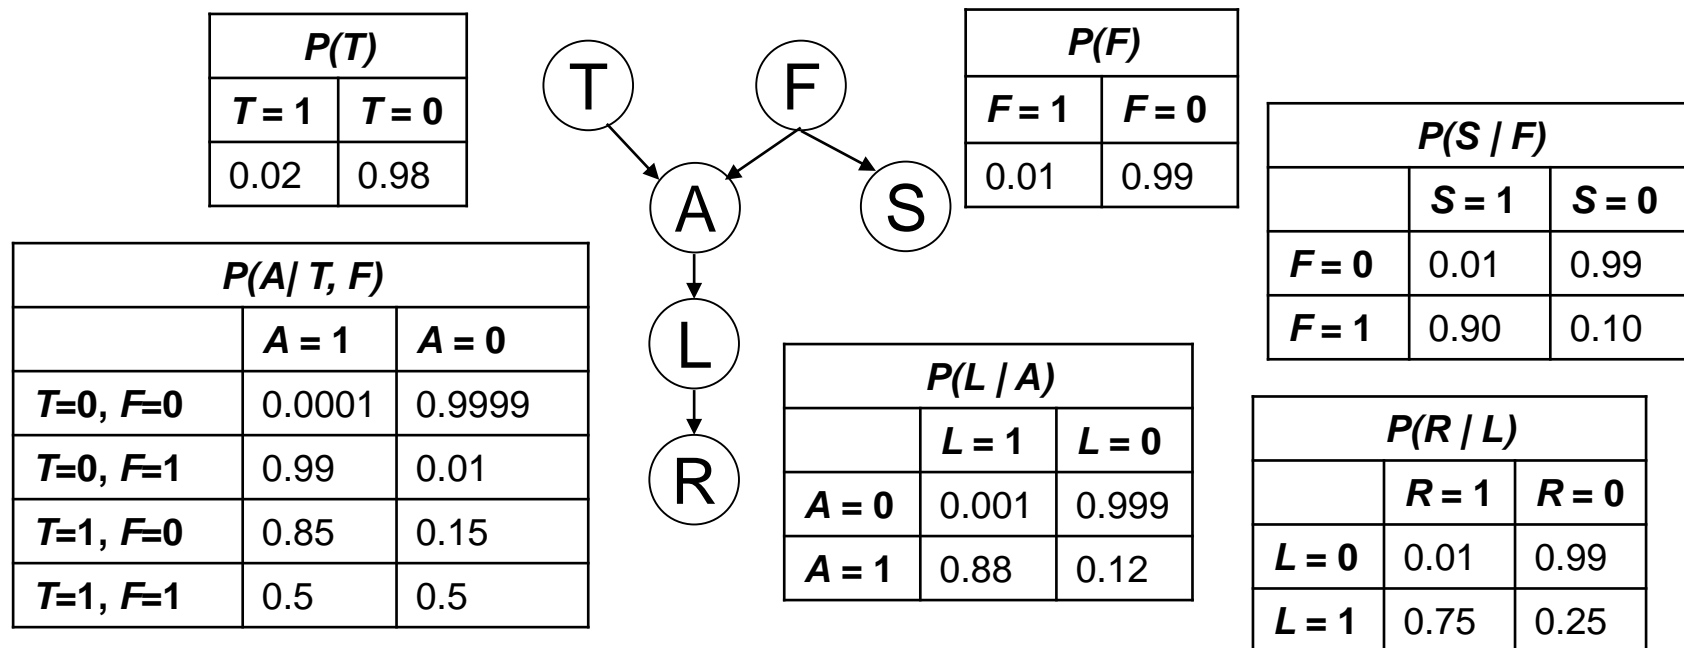 P(T)
T = 1 T = 0
0.02 0.98
T
F
A
S
L
R
P(F)
F = 1 F = 0
0.01 0.99
P(S | F)
S = 1 S = 0
F = 0 0.01 0.99
F = 1 0.90 0.10
P(A| T, F)
A = 1 A = 0
T=0, F=0 0.0001 0.9999
T=0, F=1 0.99 0.01
T=1, F=0 0.85 0.15
T=1, F=1 0.5 0.5
P(L | A)
L = 1 L = 0
A = 0 0.001 0.999
A = 1 0.88 0.12
P(R | L)
R = 1 R = 0
L = 0 0.01 0.99
L = 1 0.75 0.25